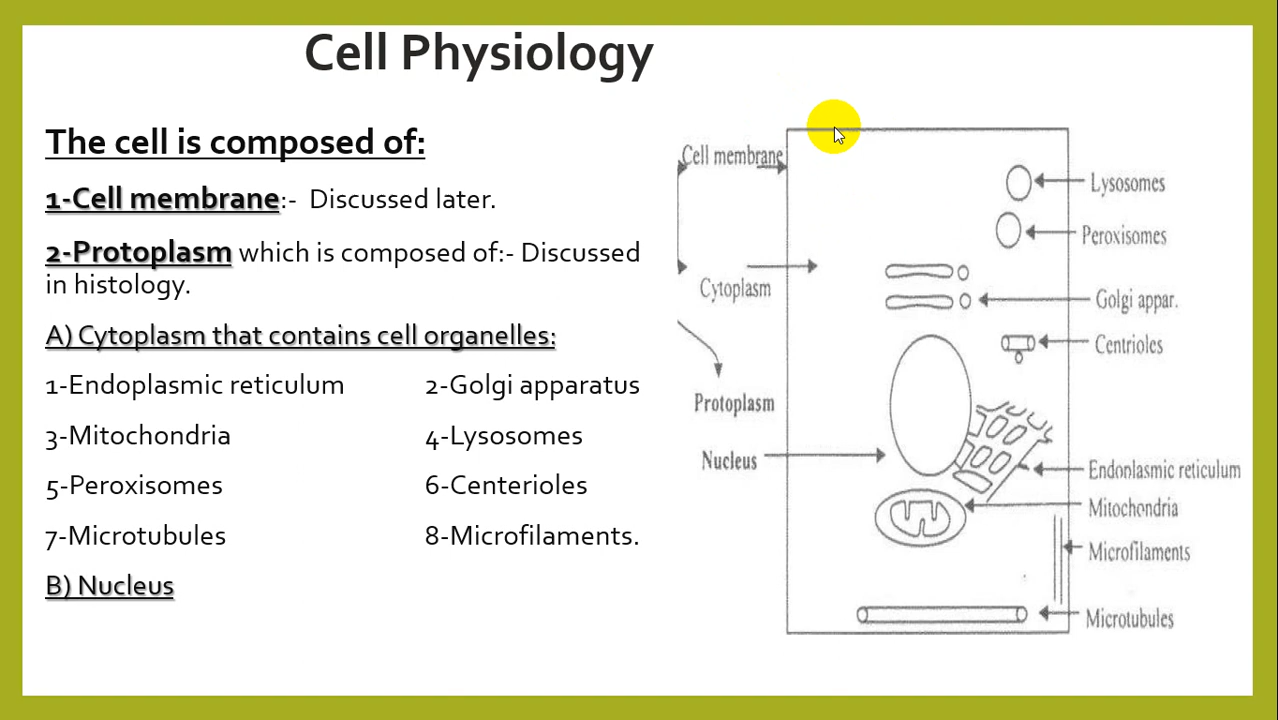 Cell Physiology
The cell is composed of:
1-Cell membrane:- Discussed later.
2-Protoplasm which is composed of:- Discussed
in histology.
A) Cytoplasm that contains cell organelles:
1-Endoplasmic reticulum 2-Golgi apparatus
3-Mitochondria 4-Lysosomes
5-Peroxisomes 6-Centerioles
7-Microtubules 8-Microfilaments.
B) Nucleus
Cell membrane
Cytoplasm
Protoplasm
Nucleus
Lysosomes
Peroxisomes
Golgi appar.
Centrioles
Endoplasmic reticulum
Mitochondria
Microfilaments
Microtubules